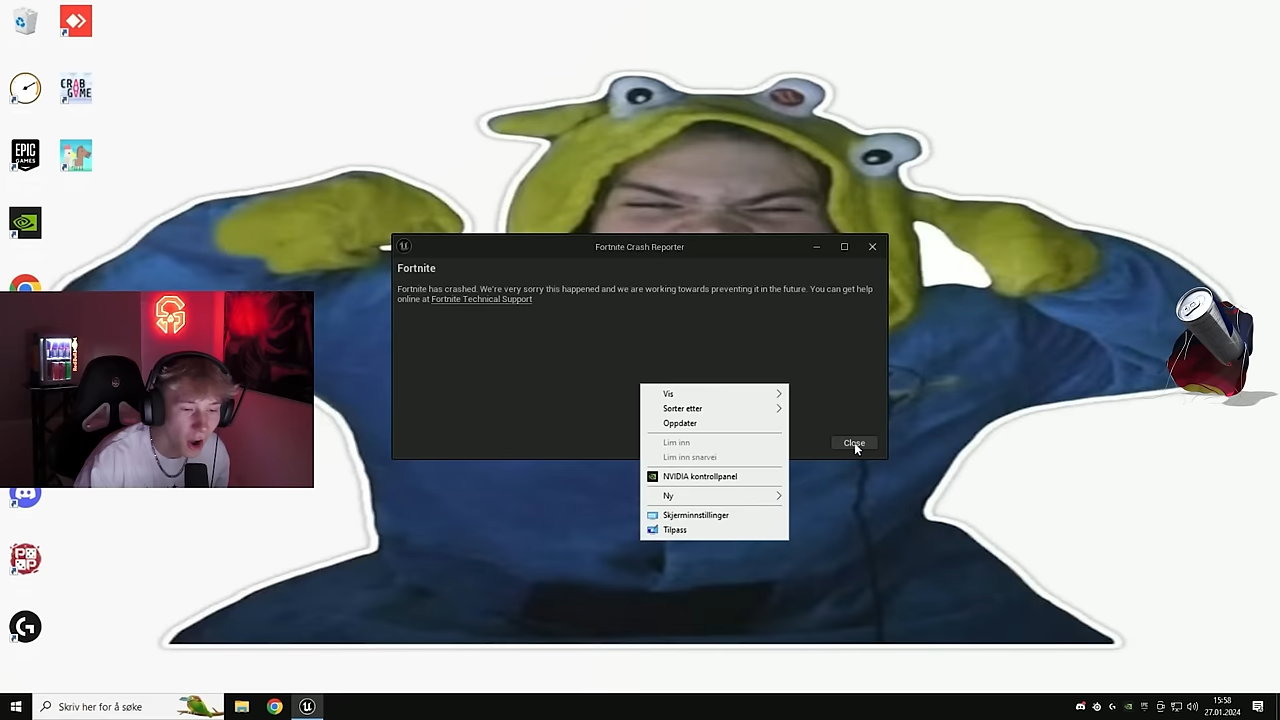 CRAB
GAME
EPIC
GAMES
Fortnite Crash Reporter
Fortnite
Fortnite has crashed. We're very sorry this happened and we are working towards preventing it in the future. You can get help
online at Fortnite Technical Support
Close
Vis
Sorter etter
Oppdater
Lim inn
Lim inn snarvei
NVIDIA kontrollpanel
Ny
Skjerminnstillinger
Tilpass
Skriv her for å søke
15:58
27.01.2024